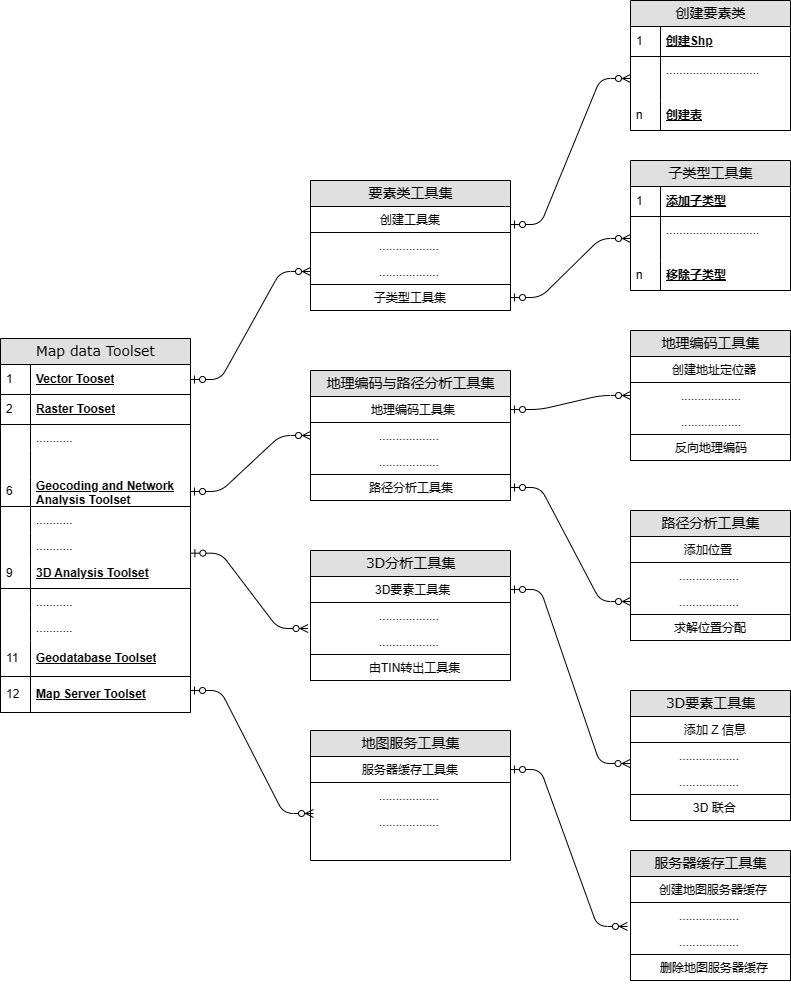 Map data Toolset
1 Vector Tooset
2 Raster Tooset
...........
6 Geocoding and Network
Analysis Toolset
...........
...........
9 3D Analysis Toolset
...........
...........
11 Geodatabase Toolset
12 Map Server Toolset
要素类工具集
创建工具集
..................
..................
子类型工具集
地理编码与路径分析工具集
地理编码工具集
..................
..................
路径分析工具集
3D分析工具集
3D要素工具集
..................
..................
由TIN转出工具集
地图服务工具集
服务器缓存工具集
..................
..................
创建要素类
1 创建Shp
............................
n 创建表
子类型工具集
1 添加子类型
............................
n 移除子类型
地理编码工具集
创建地址定位器
..................
..................
反向地理编码
路径分析工具集
添加位置
..................
..................
求解位置分配
3D要素工具集
添加 Z 信息
..................
..................
3D 联合
服务器缓存工具集
创建地图服务器缓存
..................
..................
删除地图服务器缓存